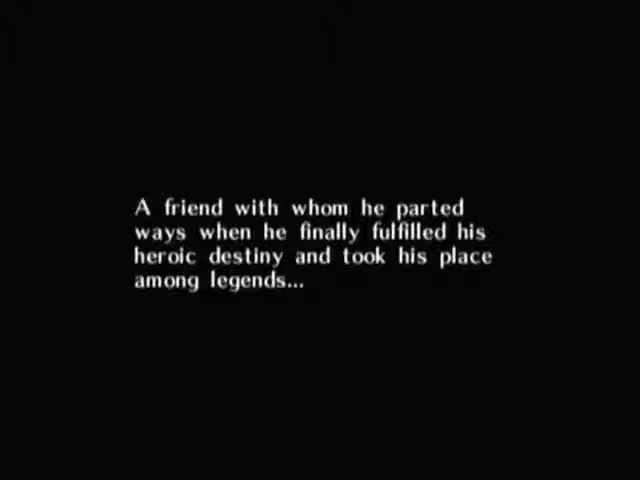 A friend with whom he parted
ways when he finally fulfilled his
heroic destiny and took his place
among legends...